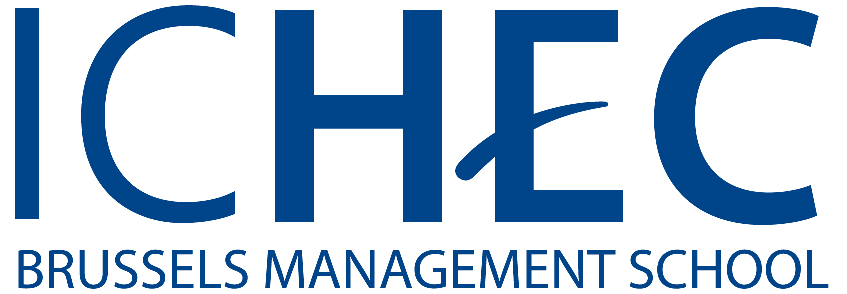 ICHEC
BRUSSELS MANAGEMENT SCHOOL